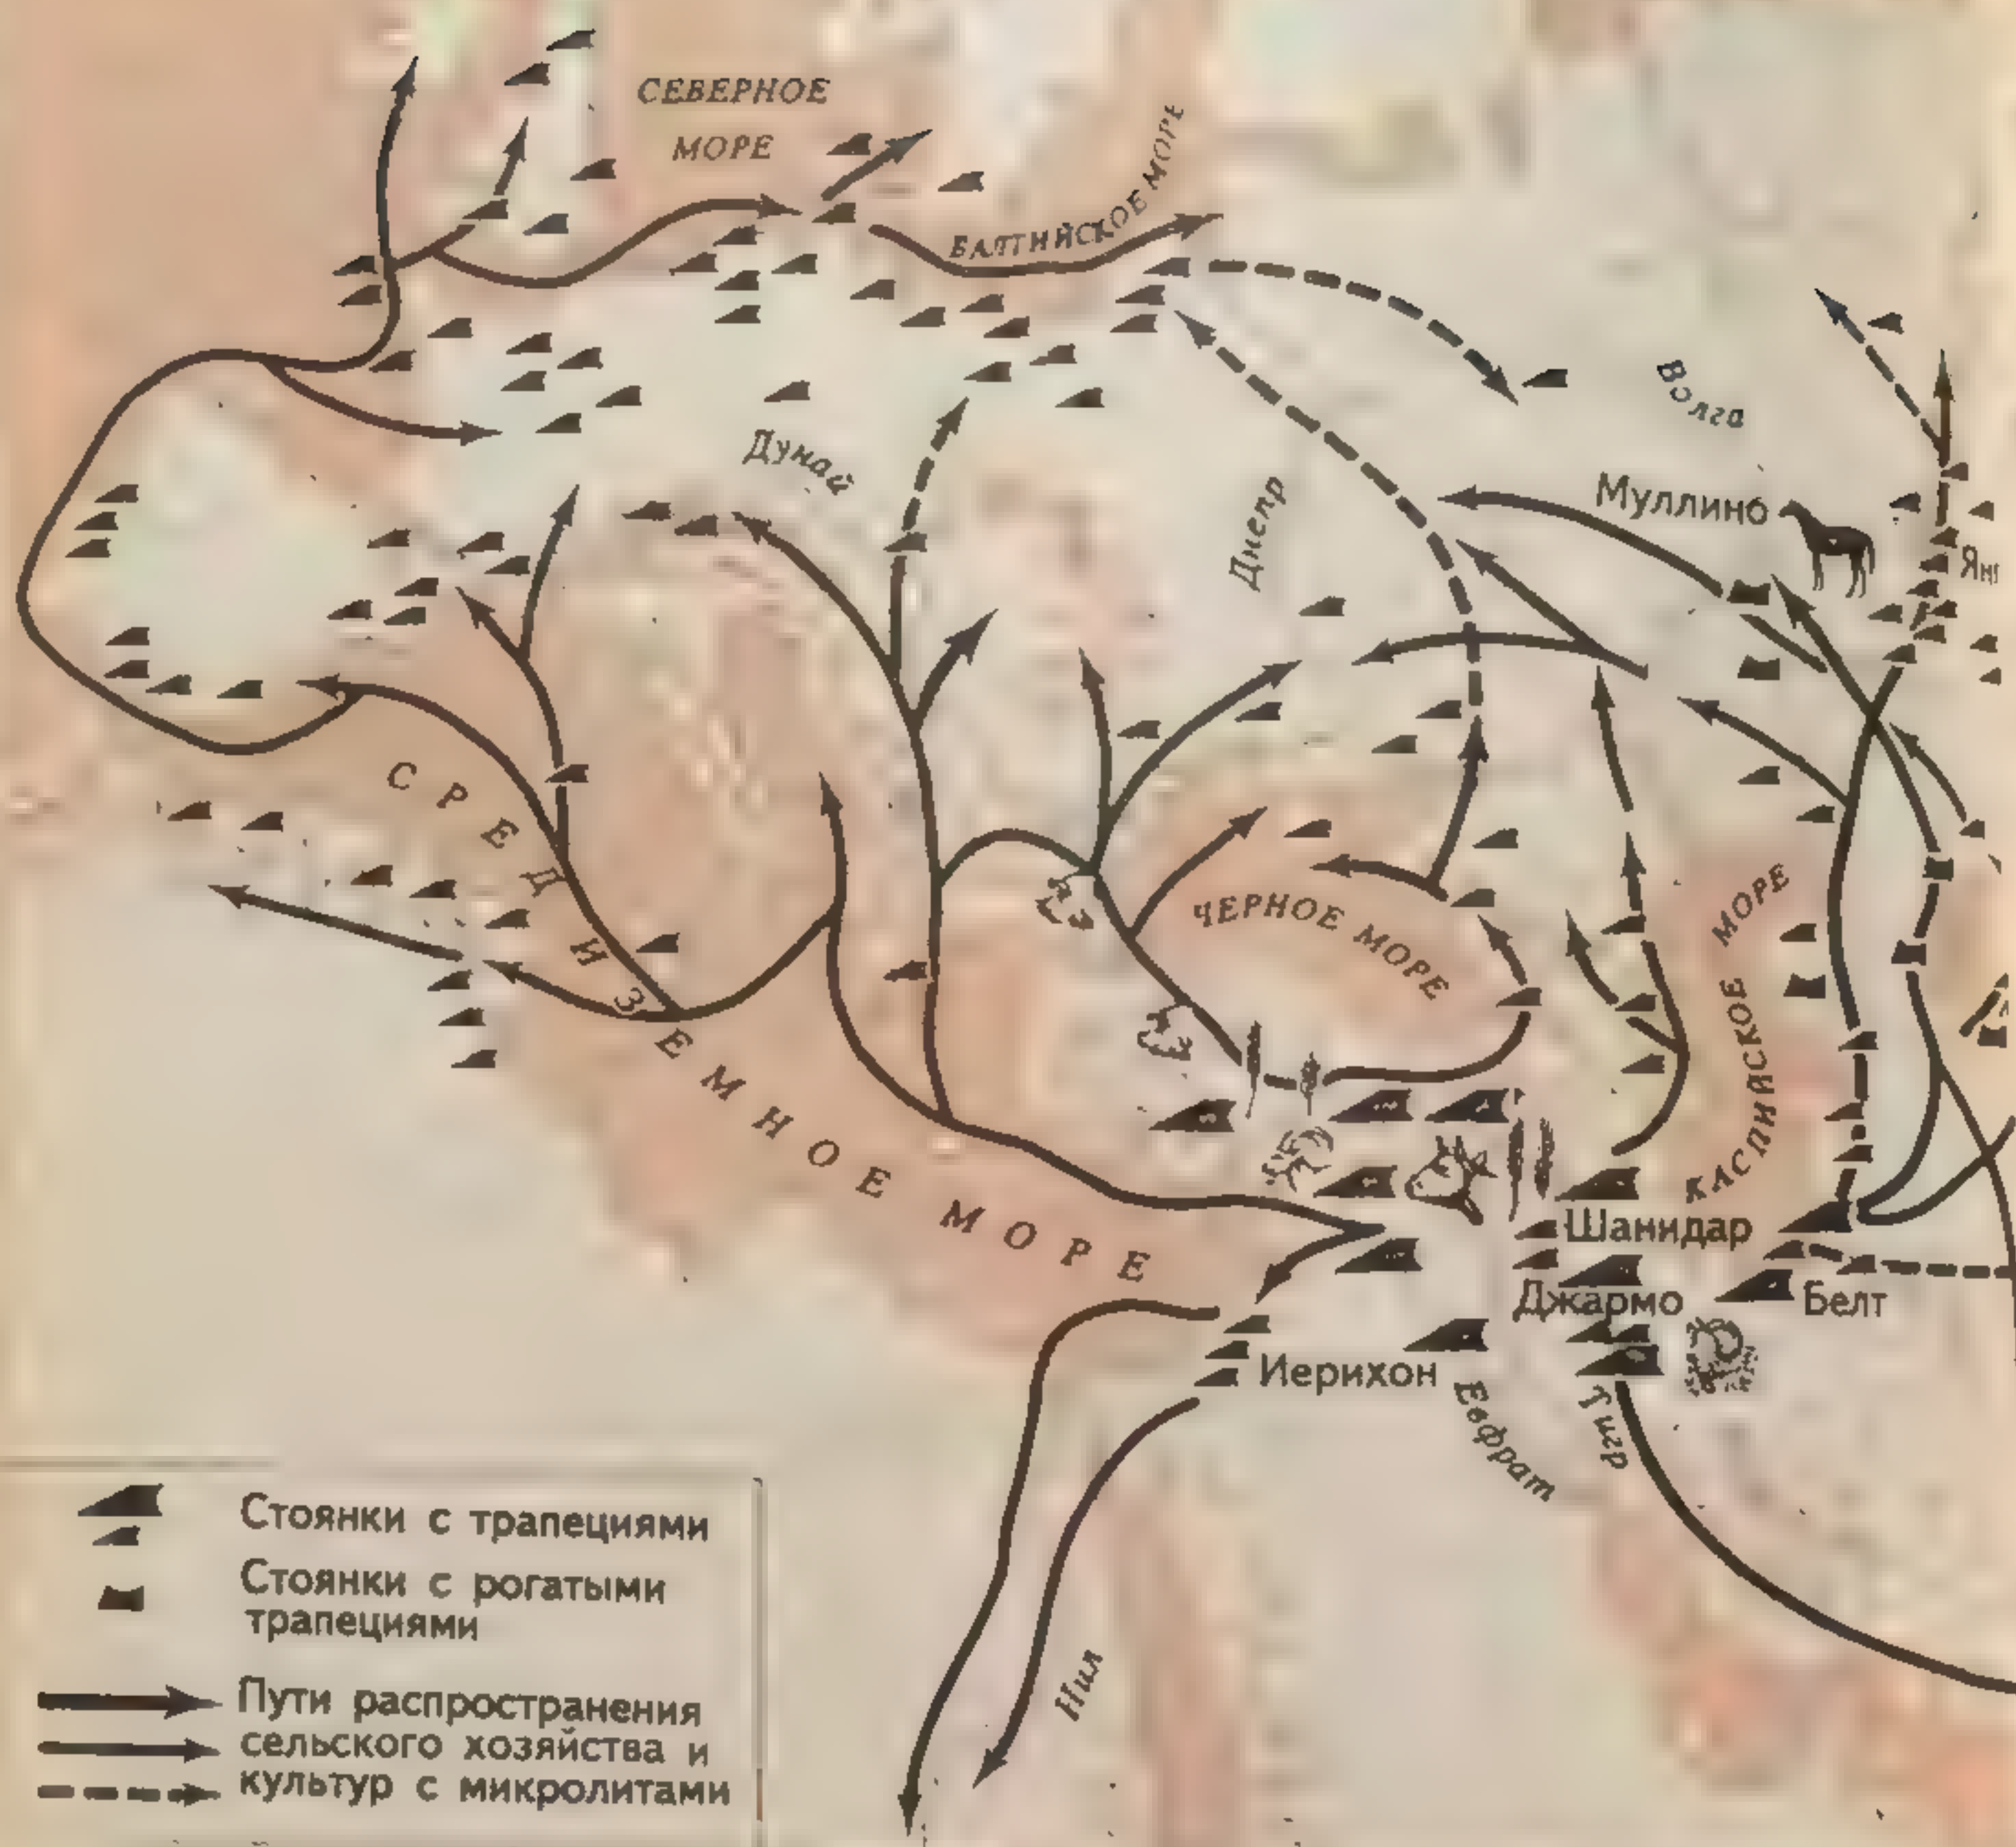 СЕВЕРНОЕ
МОРЕ
БАЛТИЙСКОЕ МОРЕ
Волга
Дунай
Днепр
Муллино
СРЕДИЗЕМНОЕ МОРЕ
ЧЕРНОЕ МОРЕ
КАСПИЙСКОЕ МОРЕ
Шанидар
Джармо
Белт
Иерихон
Евфрат
Тигр
Нил
Стоянки с трапециями
Стоянки с рогатыми
трапециями
Пути распространения
сельского хозяйства и
культур с микролитами